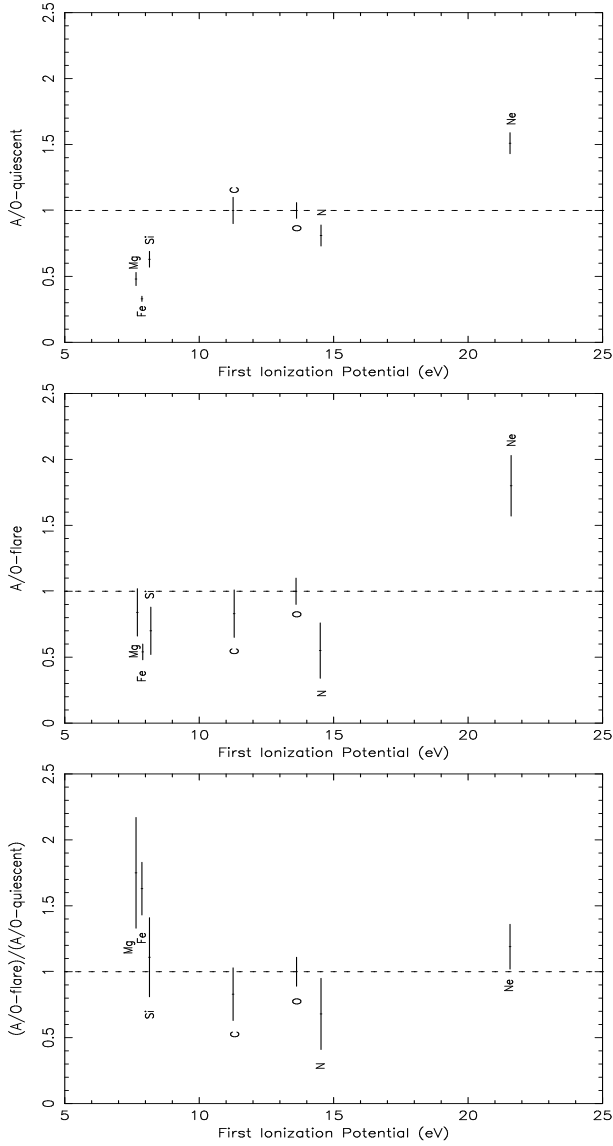 A/O-quiescent
2.5
2
1.5
1
0.5
0
Mg
Fe
Si
C
O
N
Ne
5
10
15
20
25
First Ionization Potential (eV)
A/O-flare
2.5
2
1.5
1
0.5
0
Mg
Fe
Si
C
O
N
Ne
5
10
15
20
25
First Ionization Potential (eV)
(A/O-flare)/(A/O-quiescent)
2.5
2
1.5
1
0.5
0
Mg
Fe
Si
C
O
N
Ne
5
10
15
20
25
First Ionization Potential (eV)